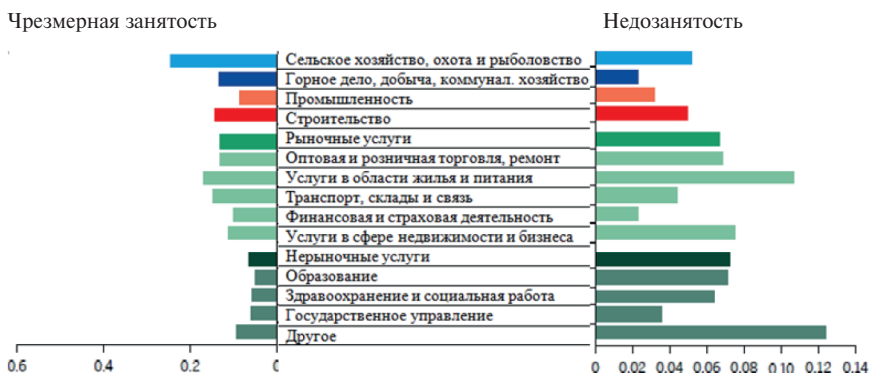 Чрезмерная занятость
Недозанятость
Сельское хозяйство, охота и рыболовство
Горное дело, добыча, коммунал. хозяйство
Промышленность
Строительство
Рыночные услуги
Оптовая и розничная торговля, ремонт
Услуги в области жилья и питания
Транспорт, склады и связь
Финансовая и страховая деятельность
Услуги в сфере недвижимости и бизнеса
Нерыночные услуги
Образование
Здравоохранение и социальная работа
Государственное управление
Другое
0.6 0.4 0.2 0
0 0.02 0.04 0.06 0.08 0.10 0.12 0.14